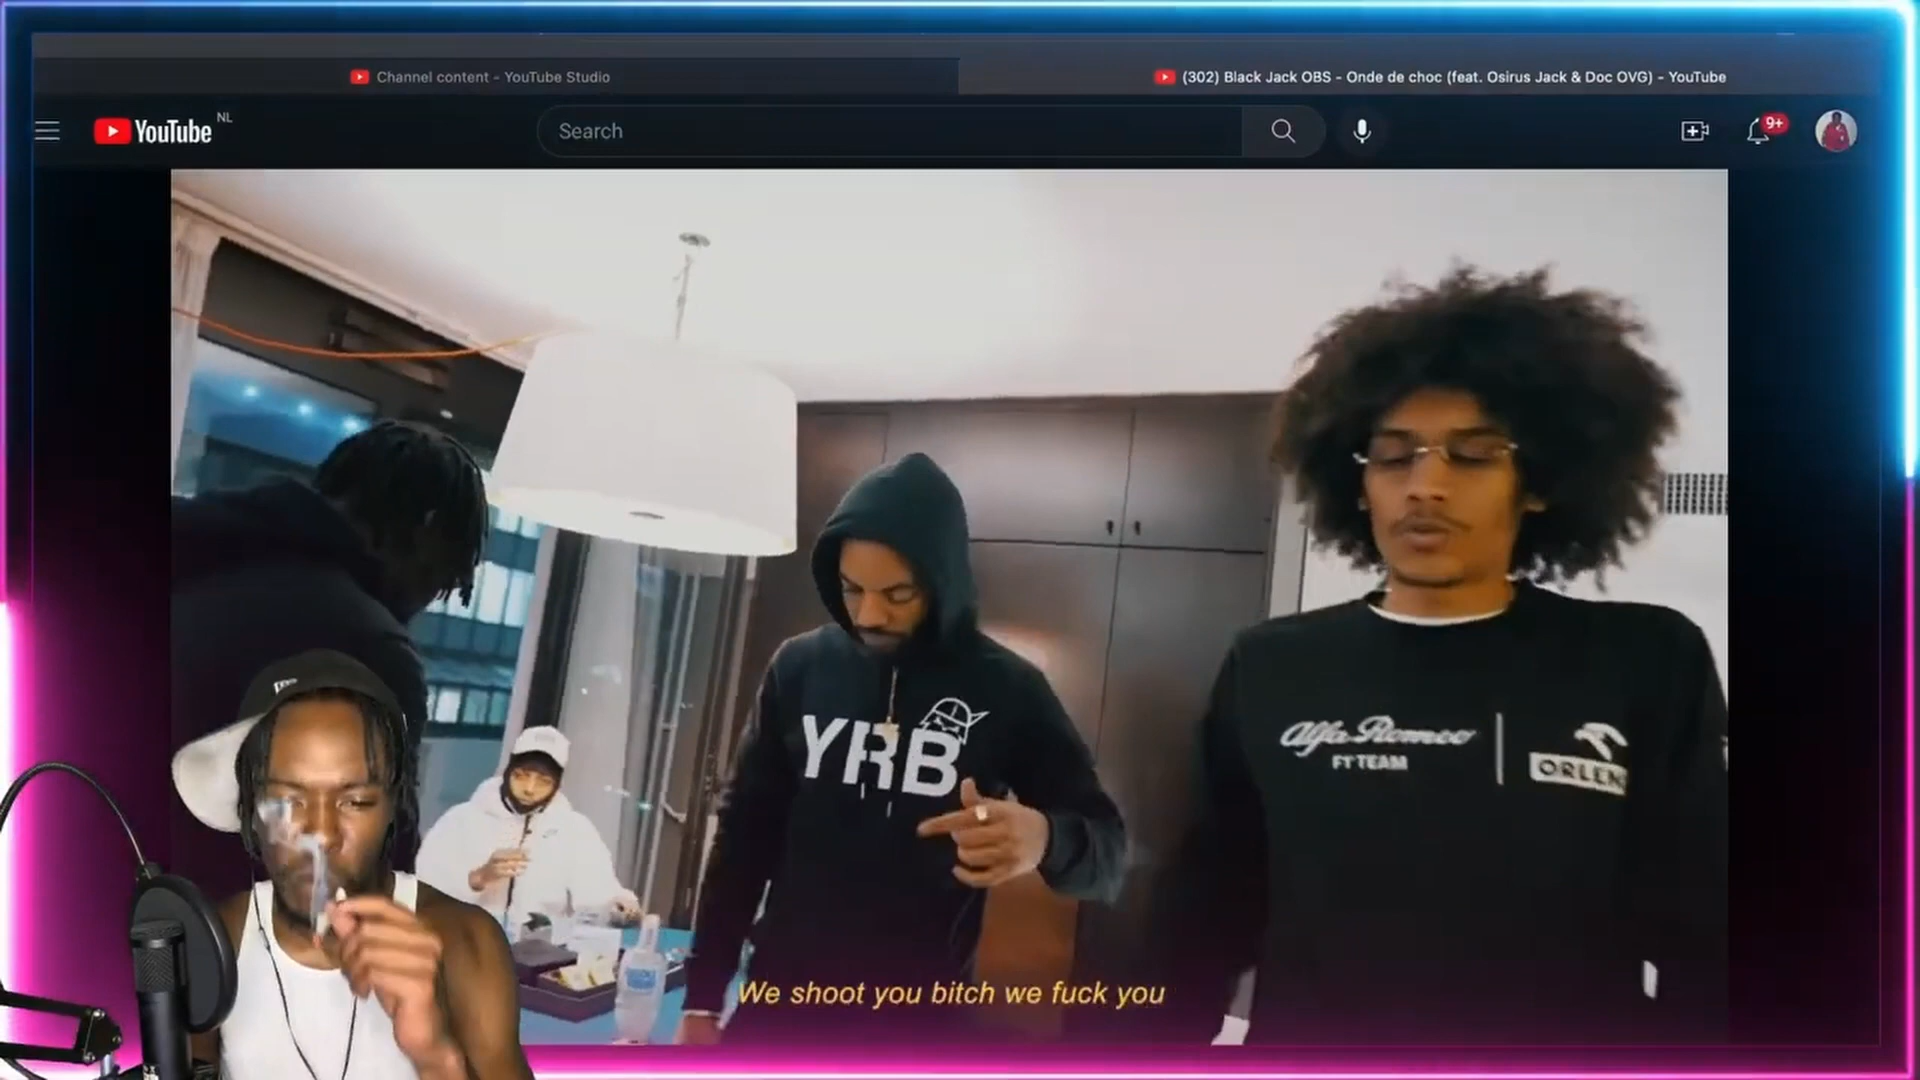 Channel content - YouTube Studio
(302) Black Jack OBS - Onde de choc (feat. Osirus Jack & Doc OVG) - YouTube
YouTube NL
Search
9+
YRB
Alfa Romeo
F1 TEAM
ORLEN
We shoot you bitch we fuck you